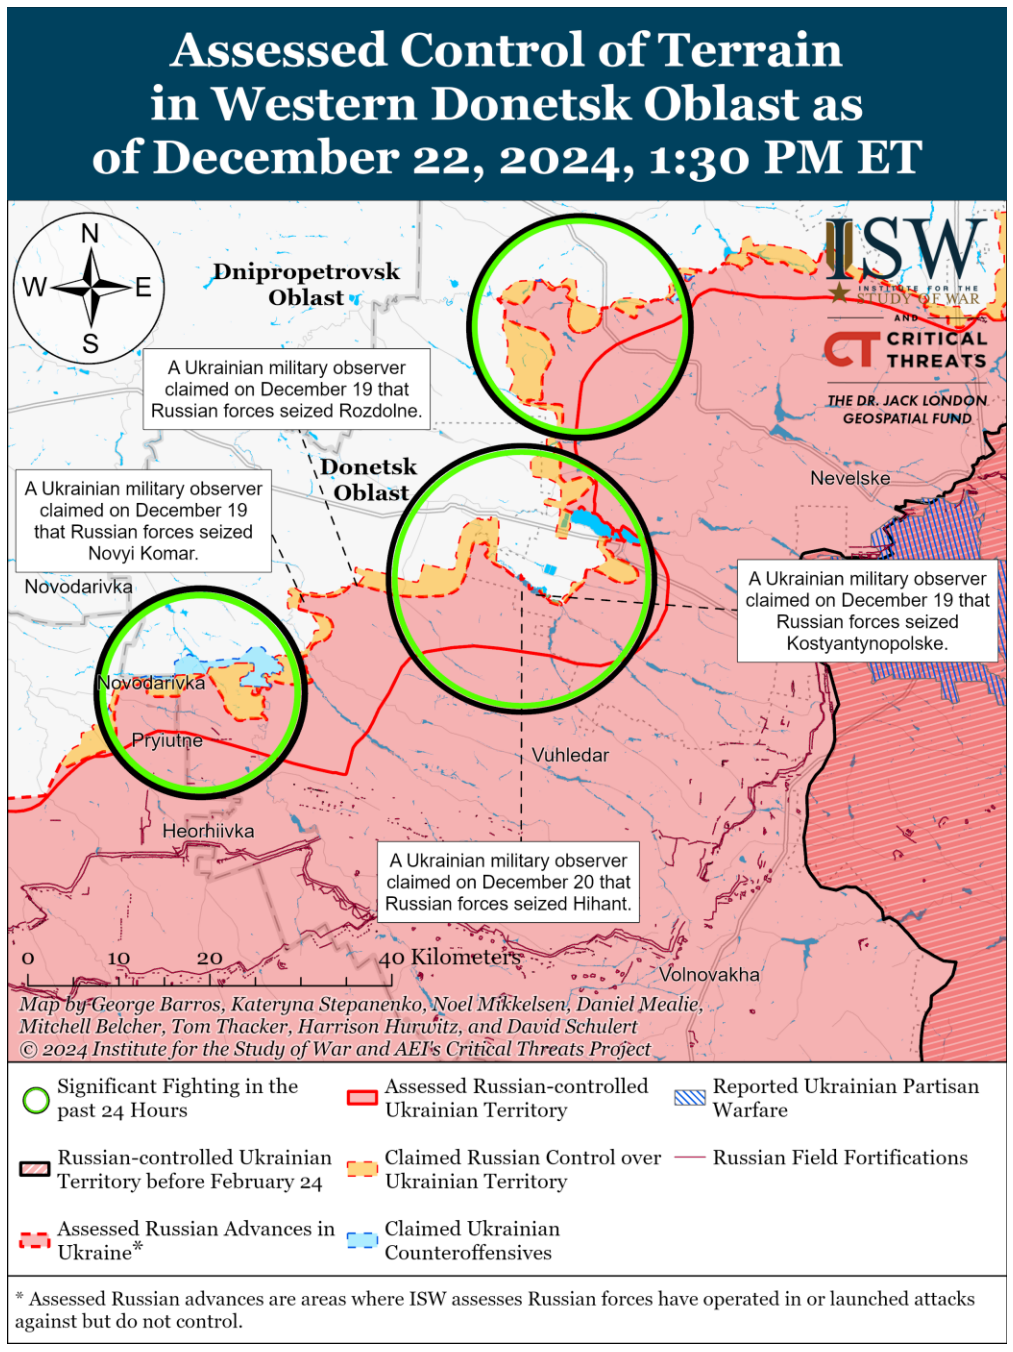 Assessed Control of Terrain
in Western Donetsk Oblast as
of December 22, 2024, 1:30 PM ET
N
W E
S
Dnipropetrovsk
Oblast
ISW
INSTITUTE FOR THE
STUDY OF WAR
AND
CT CRITICAL
THREATS
THE DR. JACK LONDON
GEOSPATIAL FUND
A Ukrainian military observer
claimed on December 19 that
Russian forces seized Rozdolne.
Donetsk
Oblast
Nevelske
A Ukrainian military observer
claimed on December 19
that Russian forces seized
Novyi Komar.
Novodarivka
A Ukrainian military observer
claimed on December 19 that
Russian forces seized
Kostyantynopolske.
Novodarivka
Pryiutne
Vuhledar
Heorhiivka
A Ukrainian military observer
claimed on December 20 that
Russian forces seized Hihant.
0 10 20 40 Kilometers
Volnovakha
Map by George Barros, Kateryna Stepanenko, Noel Mikkelsen, Daniel Mealie,
Mitchell Belcher, Tom Thacker, Harrison Hurwitz, and David Schulert
© 2024 Institute for the Study of War and AEI's Critical Threats Project
Significant Fighting in the
past 24 Hours
Assessed Russian-controlled
Ukrainian Territory
Reported Ukrainian Partisan
Warfare
Russian-controlled Ukrainian
Territory before February 24
Claimed Russian Control over
Ukrainian Territory
Russian Field Fortifications
Assessed Russian Advances in
Ukraine*
Claimed Ukrainian
Counteroffensives
* Assessed Russian advances are areas where ISW assesses Russian forces have operated in or launched attacks
against but do not control.